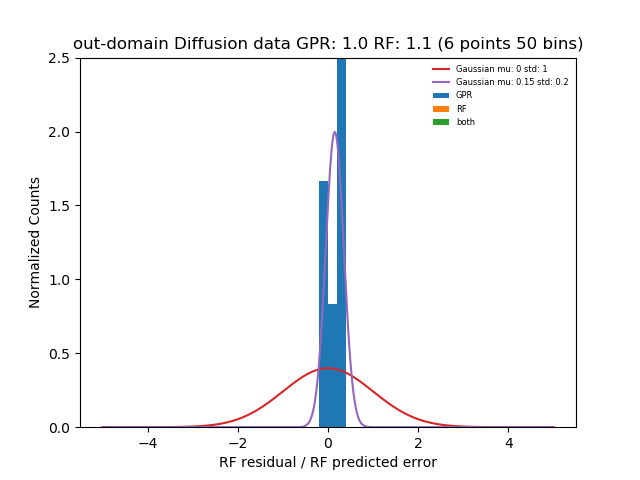 out-domain Diffusion data GPR: 1.0 RF: 1.1 (6 points 50 bins)
Gaussian mu: 0 std: 1
Gaussian mu: 0.15 std: 0.2
GPR
RF
both
Normalized Counts
2.5
2.0
1.5
1.0
0.5
0.0
−4
−2
0
2
4
RF residual / RF predicted error